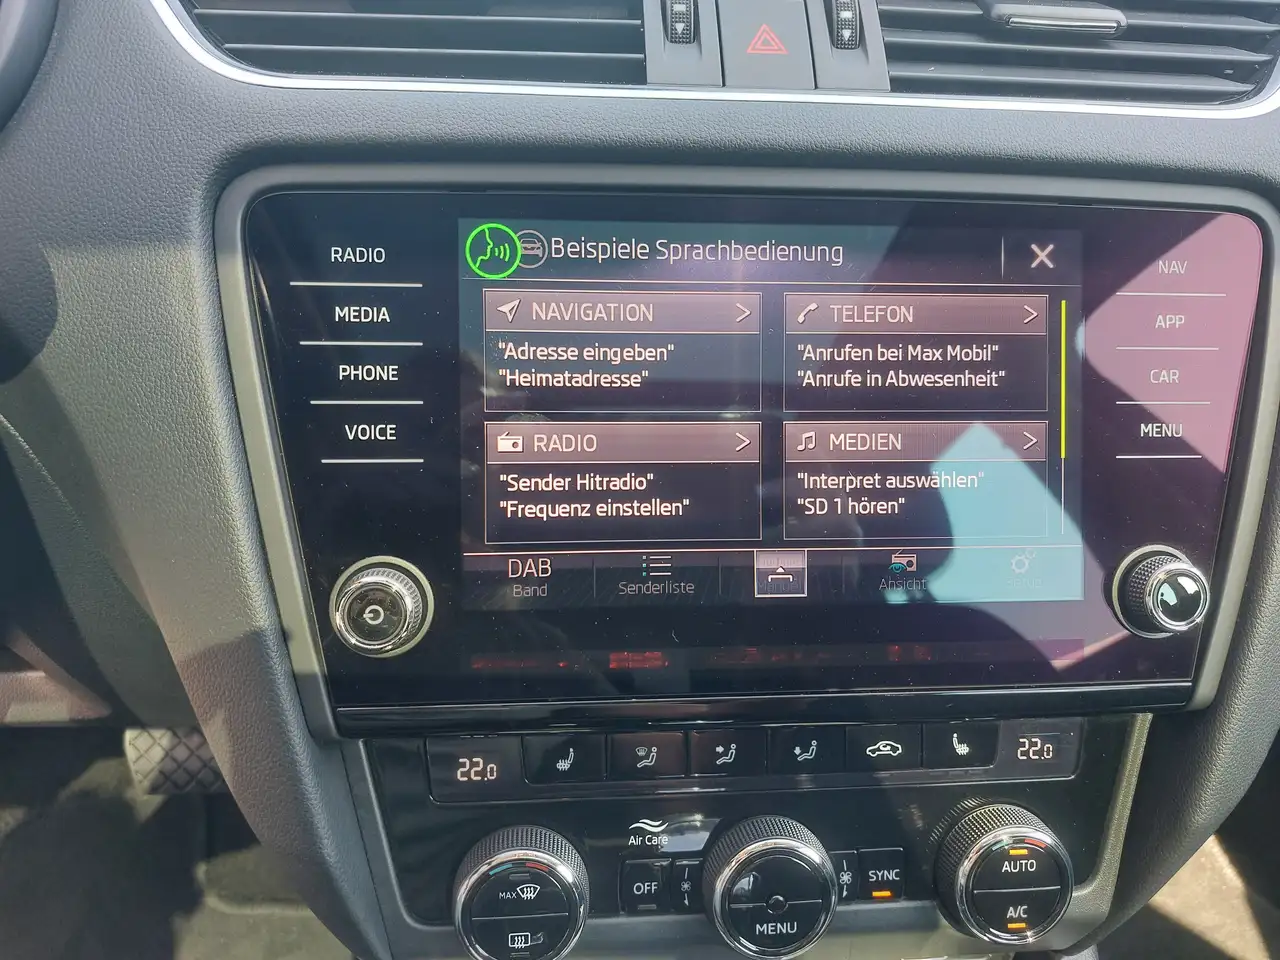 RADIO
MEDIA
PHONE
VOICE
Beispiele Sprachbedienung
NAVIGATION
"Adresse eingeben"
"Heimatadresse"
TELEFON
"Anrufen bei Max Mobil"
"Anrufe in Abwesenheit"
RADIO
"Sender Hitradio"
"Frequenz einstellen"
MEDIEN
"Interpret auswählen"
"SD 1 hören"
DAB
Band
Senderliste
Ansicht
NAV
APP
CAR
MENU
22.0
22.0
Air Care
MAX
OFF
MENU
SYNC
AUTO
A/C